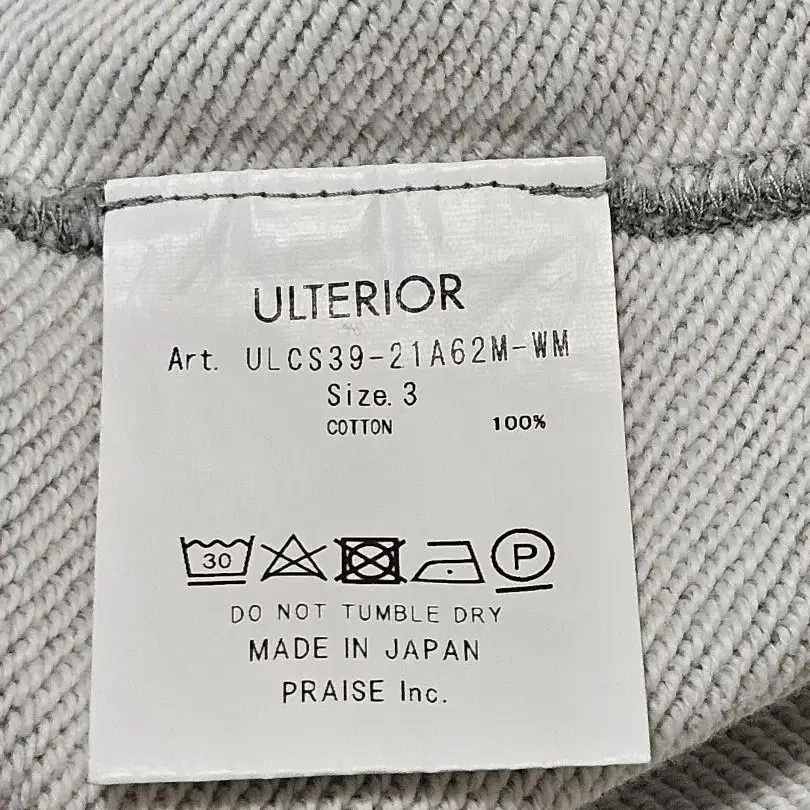 ULTERIOR
Art. ULCS39-21A62M-WM
Size.3
COTTON 100%
30 P
DO NOT TUMBLE DRY
MADE IN JAPAN
PRAISE Inc.